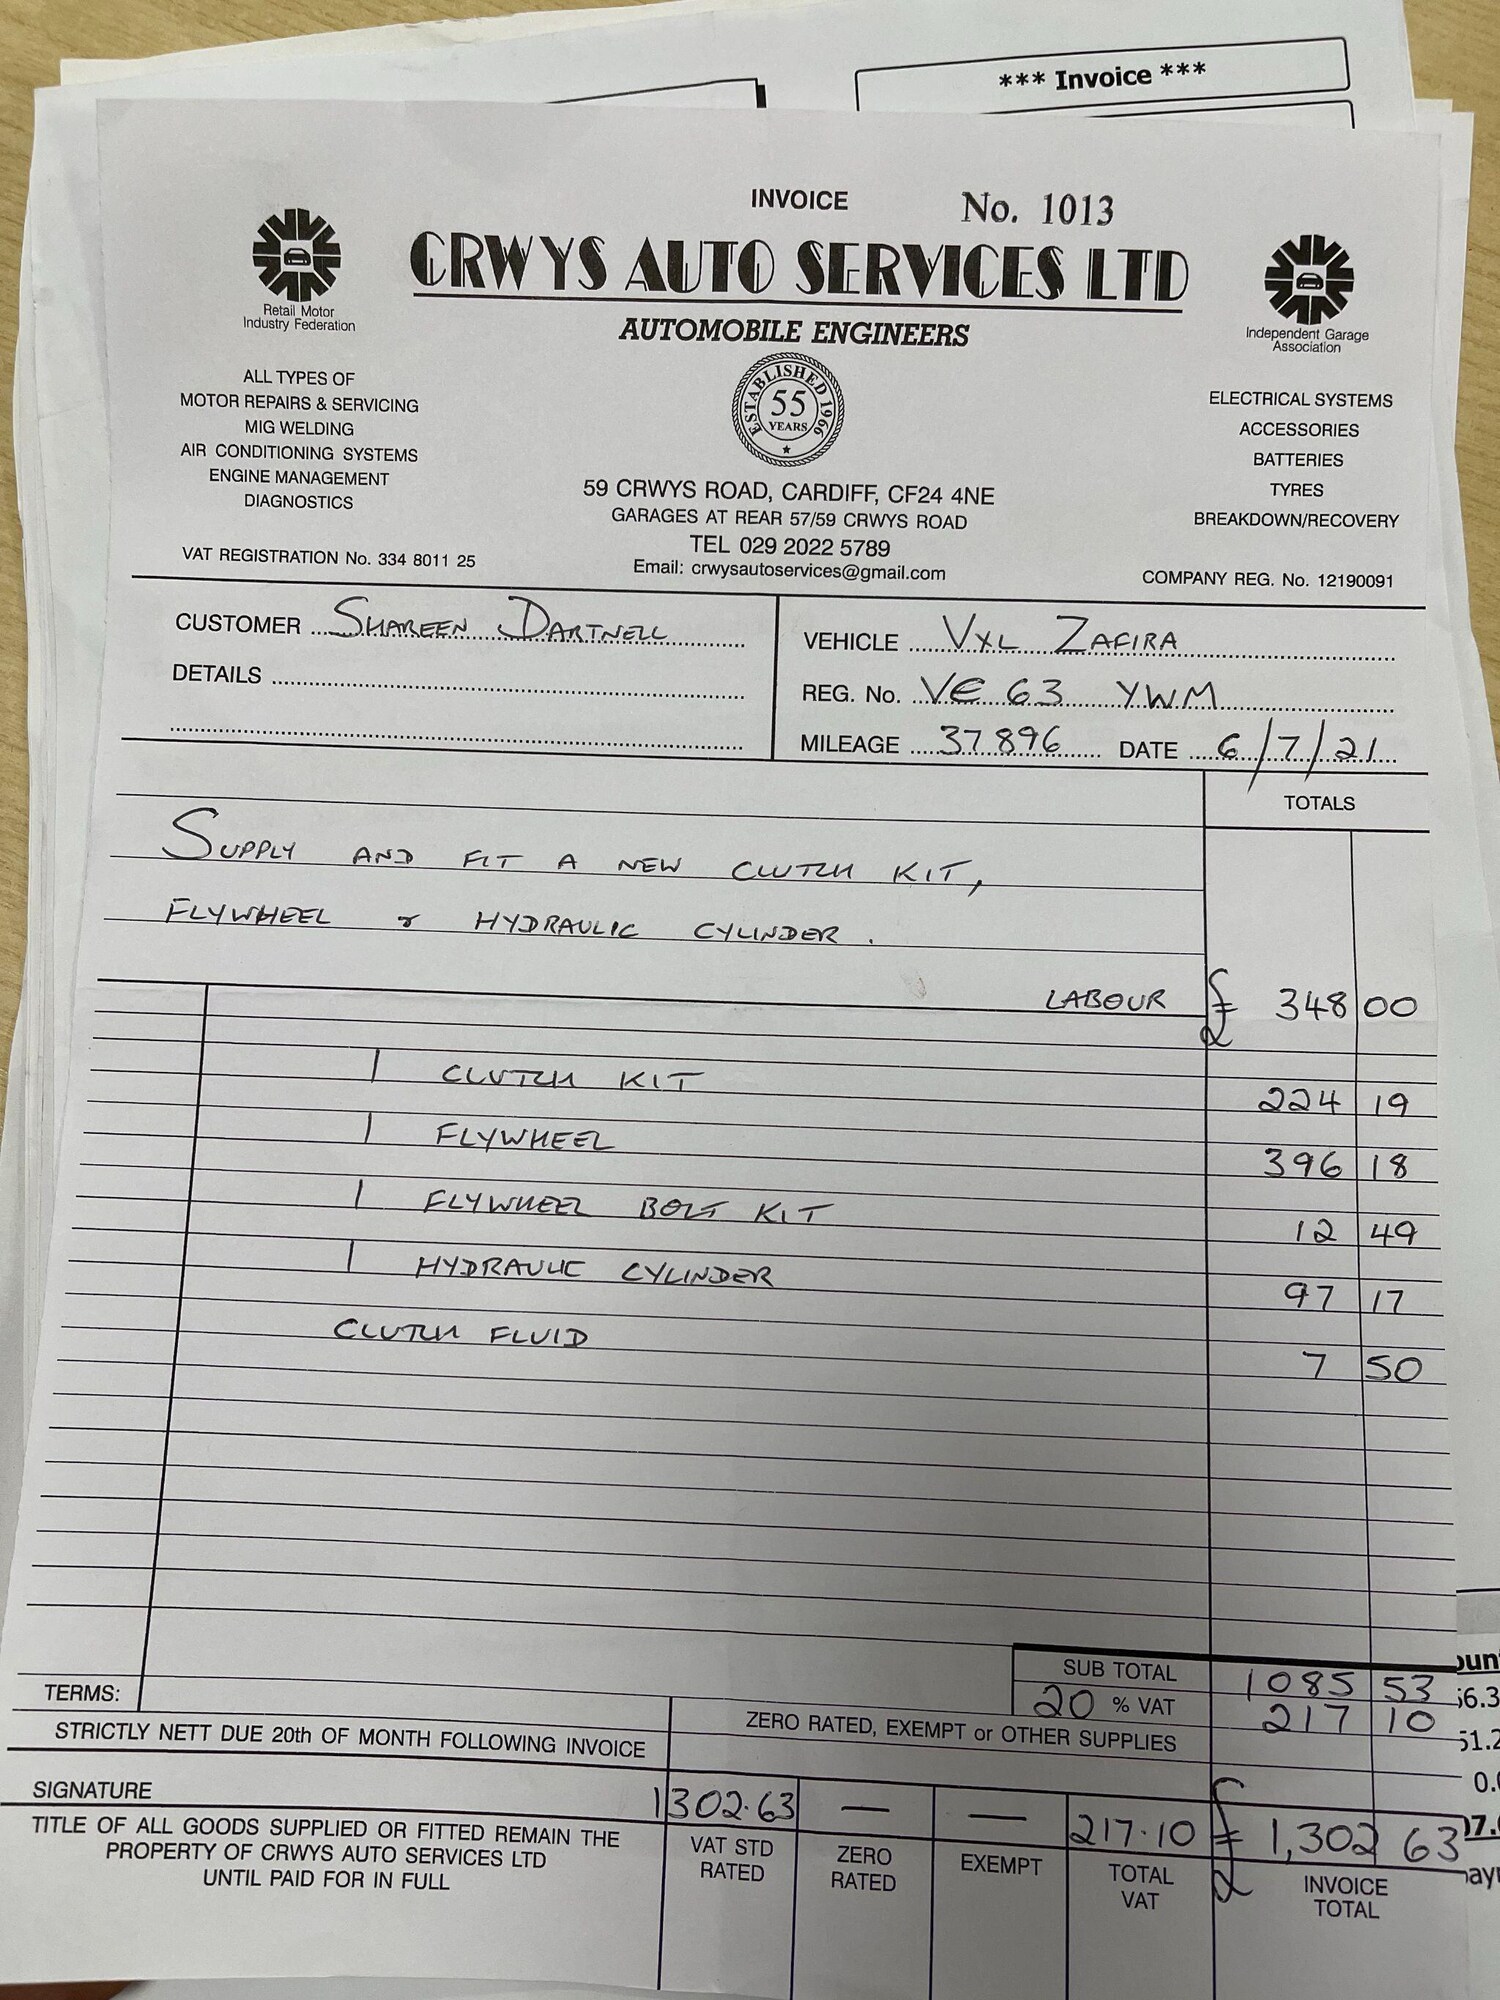 *** Invoice ***
INVOICE No. 1013
CRWYS AUTO SERVICES LTD
AUTOMOBILE ENGINEERS
Retail Motor
Industry Federation
Independent Garage
Association
ESTABLISHED 1966
55
YEARS
ALL TYPES OF
MOTOR REPAIRS & SERVICING
MIG WELDING
AIR CONDITIONING SYSTEMS
ENGINE MANAGEMENT
DIAGNOSTICS
ELECTRICAL SYSTEMS
ACCESSORIES
BATTERIES
TYRES
BREAKDOWN/RECOVERY
59 CRWYS ROAD, CARDIFF, CF24 4NE
GARAGES AT REAR 57/59 CRWYS ROAD
TEL 029 2022 5789
Email: crwysautoservices@gmail.com
VAT REGISTRATION No. 334 8011 25
COMPANY REG. No. 12190091
CUSTOMER SHAREEN DARTNELL
DETAILS
VEHICLE VXL ZAFIRA
REG. No. VE 63 YWM
MILEAGE 37896 DATE 6/7/21
TOTALS
SUPPLY AND FIT A NEW CLUTCH KIT,
FLYWHEEL & HYDRAULIC CYLINDER.
LABOUR £ 348 00
1 CLUTCH KIT 224 19
1 FLYWHEEL 396 18
1 FLYWHEEL BOLT KIT 12 49
1 HYDRAULIC CYLINDER 97 17
CLUTCH FLUID 7 50
SUB TOTAL 1085 53
20 % VAT 217 10
TERMS:
STRICTLY NETT DUE 20th OF MONTH FOLLOWING INVOICE
ZERO RATED, EXEMPT or OTHER SUPPLIES
SIGNATURE
TITLE OF ALL GOODS SUPPLIED OR FITTED REMAIN THE
PROPERTY OF CRWYS AUTO SERVICES LTD
UNTIL PAID FOR IN FULL
1302.63 — — 217.10 £ 1,302 63
VAT STD
RATED
ZERO
RATED
EXEMPT
TOTAL
VAT
INVOICE
TOTAL